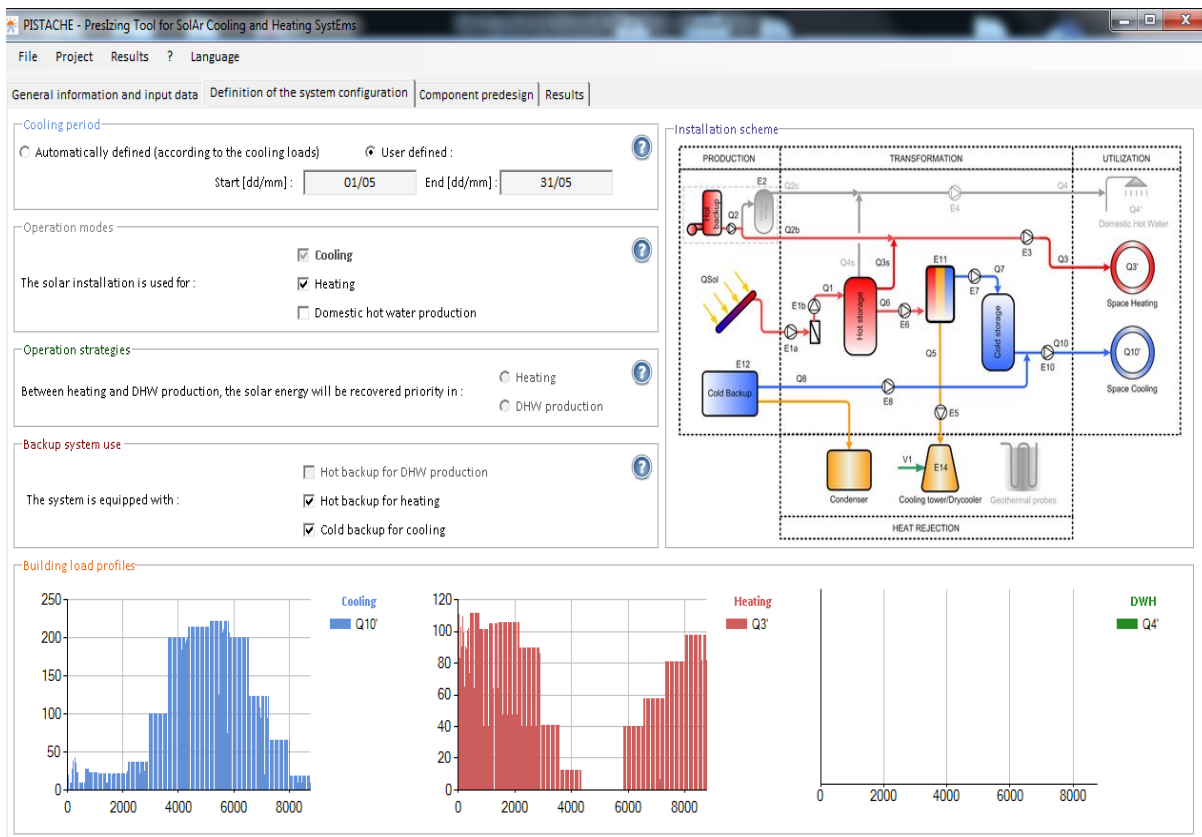 PISTACHE - PresIzing Tool for SolAr Cooling and Heating SystEms
File Project Results ? Language
General information and input data Definition of the system configuration Component predesign Results
Cooling period
Automatically defined (according to the cooling loads) User defined :
Start [dd/mm] : 01/05 End [dd/mm] : 31/05
Operation modes
Cooling
The solar installation is used for :
Heating
Domestic hot water production
Operation strategies
Between heating and DHW production, the solar energy will be recovered priority in :
Heating
DHW production
Backup system use
Hot backup for DHW production
The system is equipped with :
Hot backup for heating
Cold backup for cooling
Installation scheme
PRODUCTION TRANSFORMATION UTILIZATION
Hot backup
E2
Q2c
Q2
Q2b
E4
Q4
Q4'
Domestic Hot Water
E3
Q3
Q3'
Space Heating
QSol
E1a
E1b
Q1
Q4s
Q3s
Hot storage
Q6
E6
E11
E7
Q7
Cold storage
Q5
E12
Cold Backup
Q8
E8
Q10
E10
Q10'
Space Cooling
E5
V1
E14
Condenser
Cooling tower/Drycooler
Geothermal probes
HEAT REJECTION
Building load profiles
250
200
150
100
50
0
0 2000 4000 6000 8000
Cooling
Q10'
120
100
80
60
40
20
0
0 2000 4000 6000 8000
Heating
Q3'
0 2000 4000 6000 8000
DWH
Q4'